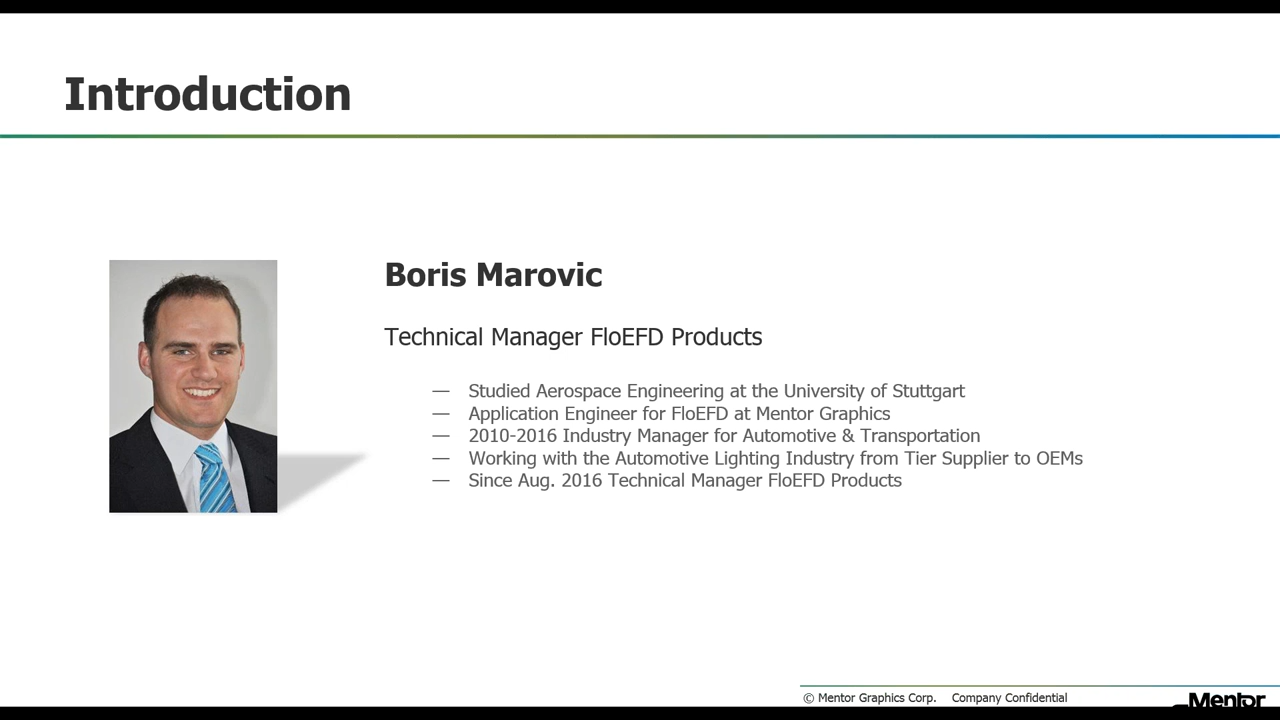 Introduction
Boris Marovic
Technical Manager FloEFD Products
— Studied Aerospace Engineering at the University of Stuttgart
— Application Engineer for FloEFD at Mentor Graphics
— 2010-2016 Industry Manager for Automotive & Transportation
— Working with the Automotive Lighting Industry from Tier Supplier to OEMs
— Since Aug. 2016 Technical Manager FloEFD Products
© Mentor Graphics Corp. Company Confidential
Mentor